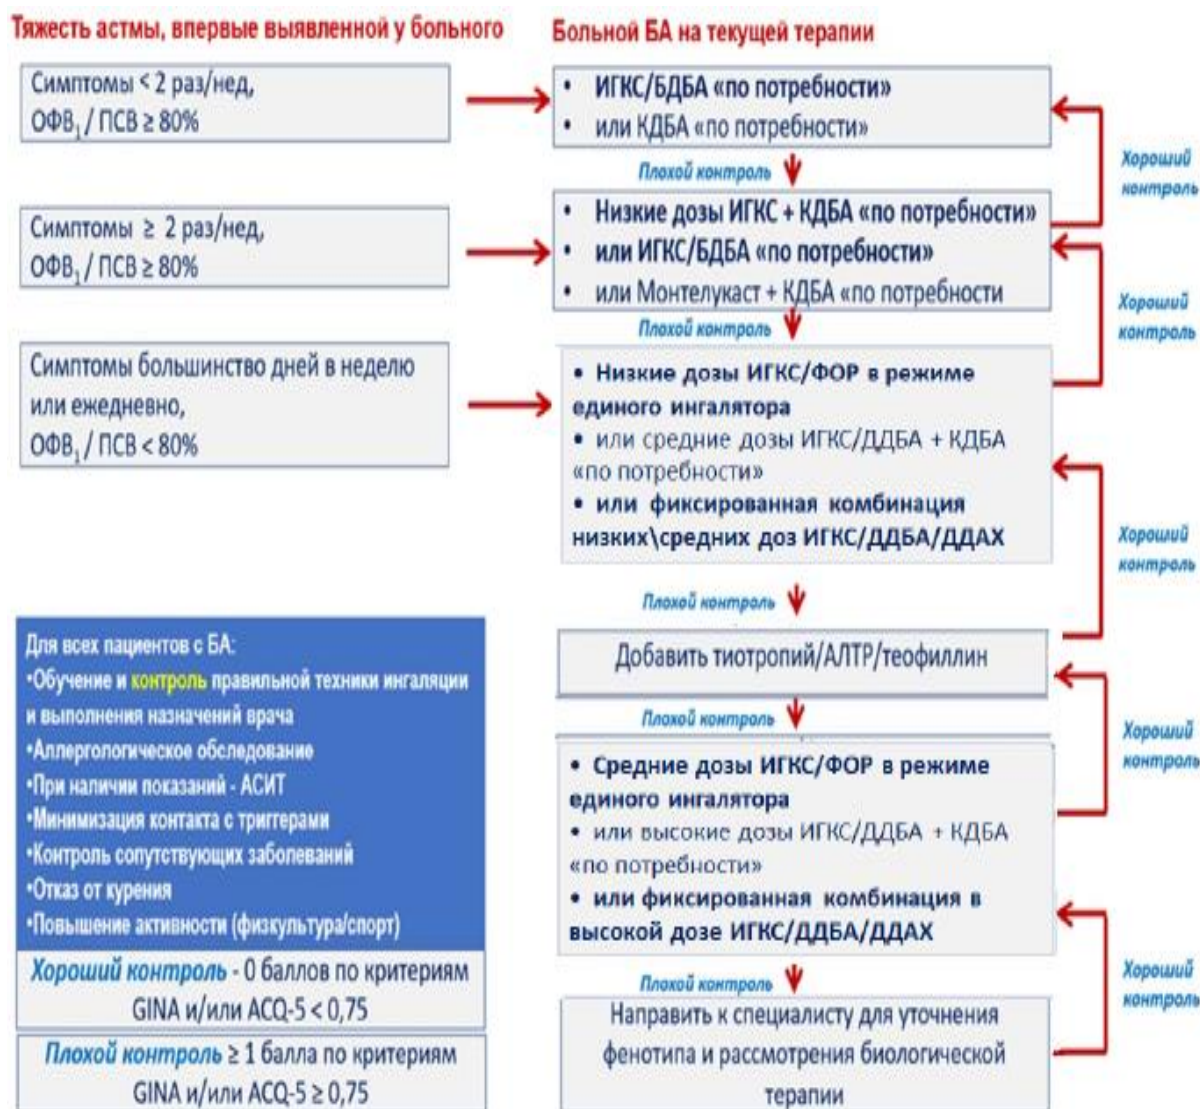 Тяжесть астмы, впервые выявленной у больного
Симптомы < 2 раз/нед,
ОФВ₁ / ПСВ ≥ 80%
Симптомы ≥ 2 раз/нед,
ОФВ₁ / ПСВ ≥ 80%
Симптомы большинство дней в неделю
или ежедневно,
ОФВ₁ / ПСВ < 80%
Больной БА на текущей терапии
• ИГКС/БДБА «по потребности»
• или КДБА «по потребности»
Плохой контроль
Хороший
контроль
• Низкие дозы ИГКС + КДБА «по потребности»
• или ИГКС/БДБА «по потребности»
• или Монтелукаст + КДБА «по потребности
Плохой контроль
Хороший
контроль
• Низкие дозы ИГКС/ФОР в режиме
единого ингалятора
• или средние дозы ИГКС/ДДБА + КДБА
«по потребности»
• или фиксированная комбинация
низких\средних доз ИГКС/ДДБА/ДДАХ
Хороший
контроль
Плохой контроль
Добавить тиотропий/АЛТР/теофиллин
Плохой контроль
Хороший
контроль
• Средние дозы ИГКС/ФОР в режиме
единого ингалятора
• или высокие дозы ИГКС/ДДБА + КДБА
«по потребности»
• или фиксированная комбинация в
высокой дозе ИГКС/ДДБА/ДДАХ
Плохой контроль
Хороший
контроль
Направить к специалисту для уточнения
фенотипа и рассмотрения биологической
терапии
Для всех пациентов с БА:
•Обучение и контроль правильной техники ингаляции
и выполнения назначений врача
•Аллергологическое обследование
•При наличии показаний - АСИТ
•Минимизация контакта с триггерами
•Контроль сопутствующих заболеваний
•Отказ от курения
•Повышение активности (физкультура/спорт)
Хороший контроль - 0 баллов по критериям
GINA и/или ACQ-5 < 0,75
Плохой контроль ≥ 1 балла по критериям
GINA и/или ACQ-5 ≥ 0,75